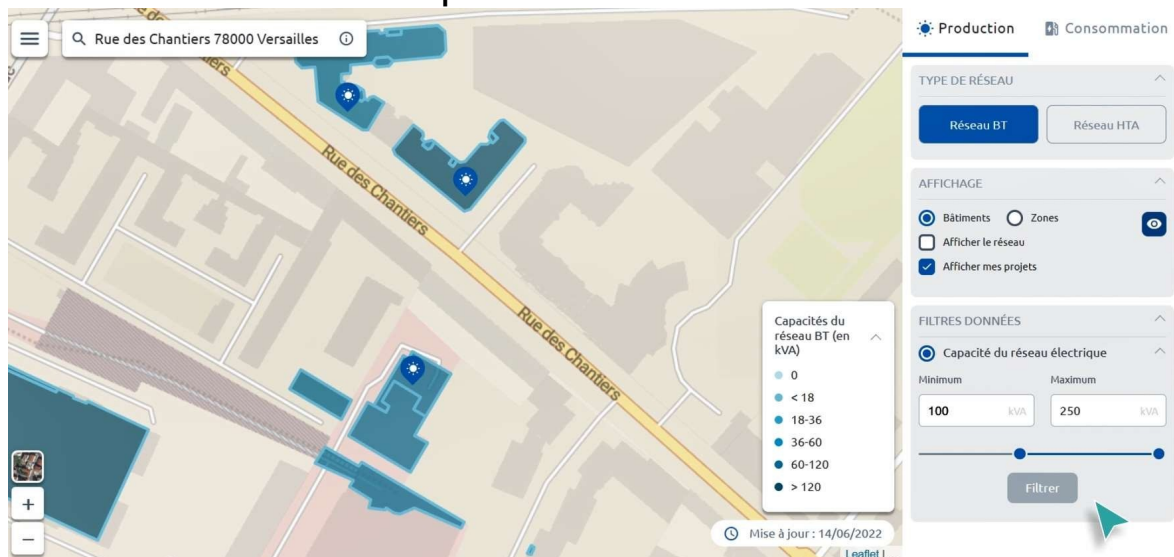 Rue des Chantiers 78000 Versailles
Rue des Chantiers
Rue des Chantiers
Capacités du
réseau BT (en
kVA)
0
< 18
18-36
36-60
60-120
> 120
Mise à jour : 14/06/2022
Leaflet |
+
−
Production
Consommation
TYPE DE RÉSEAU
Réseau BT
Réseau HTA
AFFICHAGE
Bâtiments
Zones
Afficher le réseau
Afficher mes projets
FILTRES DONNÉES
Capacité du réseau électrique
Minimum
Maximum
100 kVA
250 kVA
Filtrer